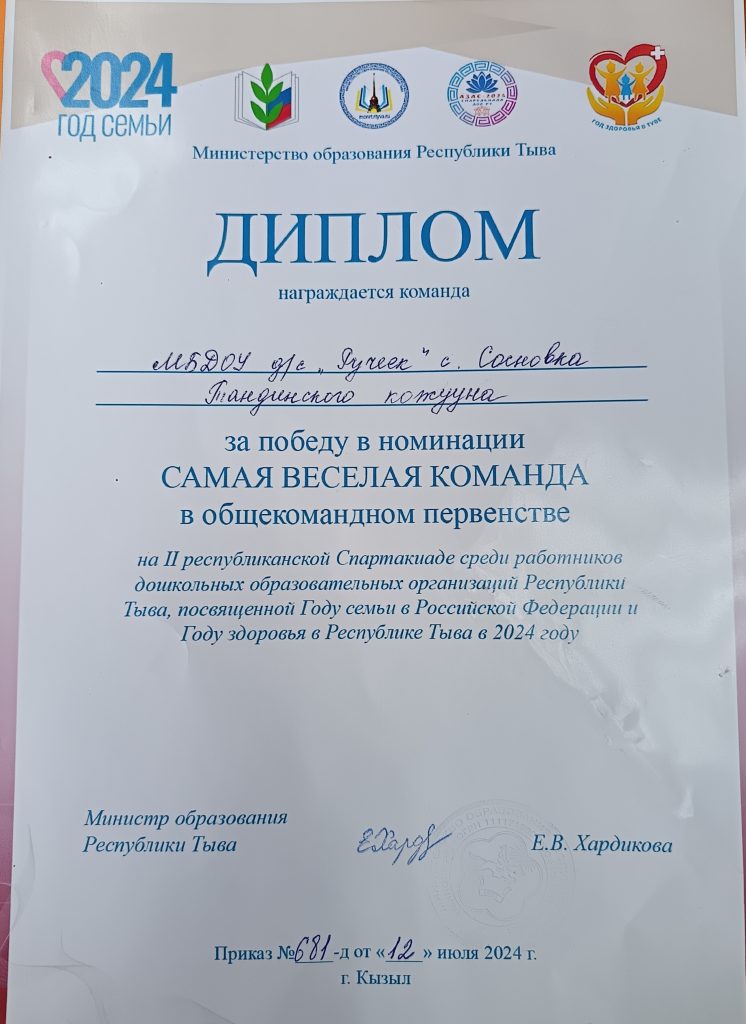 2024
ГОД СЕМЬИ
ГОД ЗДОРОВЬЯ В ТУВЕ
Министерство образования Республики Тыва
ДИПЛОМ
награждается команда
МБДОУ д/с „Ручеек“ с. Сосновка
Тандинского кожууна
за победу в номинации
САМАЯ ВЕСЕЛАЯ КОМАНДА
в общекомандном первенстве
на II республиканской Спартакиаде среди работников
дошкольных образовательных организаций Республики
Тыва, посвященной Году семьи в Российской Федерации и
Году здоровья в Республике Тыва в 2024 году
Министр образования
Республики Тыва
Е.В. Хардикова
Приказ №681-д от «12» июля 2024 г.
г. Кызыл